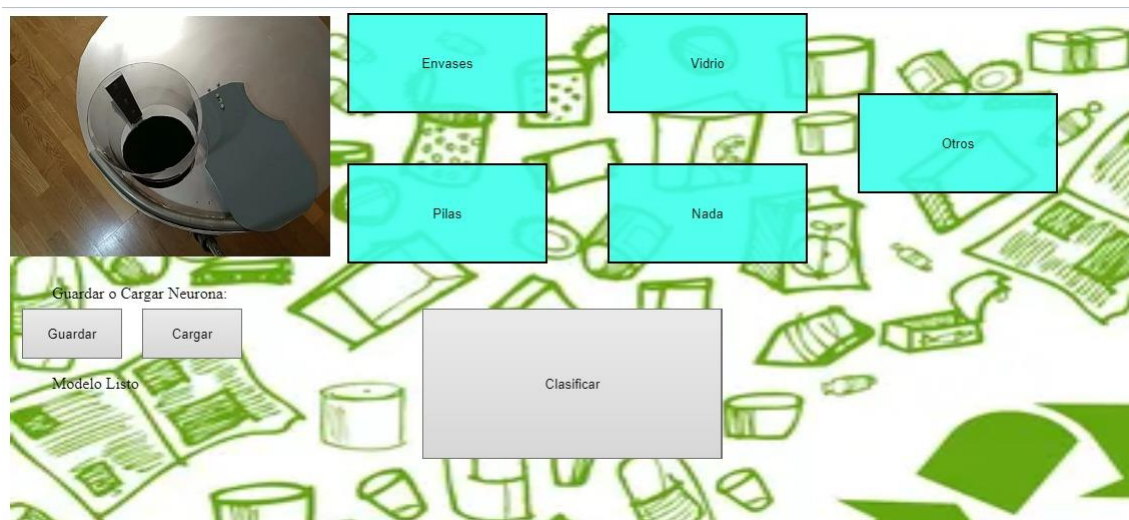 Envases
Vidrio
Otros
Pilas
Nada
Guardar o Cargar Neurona:
Guardar
Cargar
Modelo Listo
Clasificar